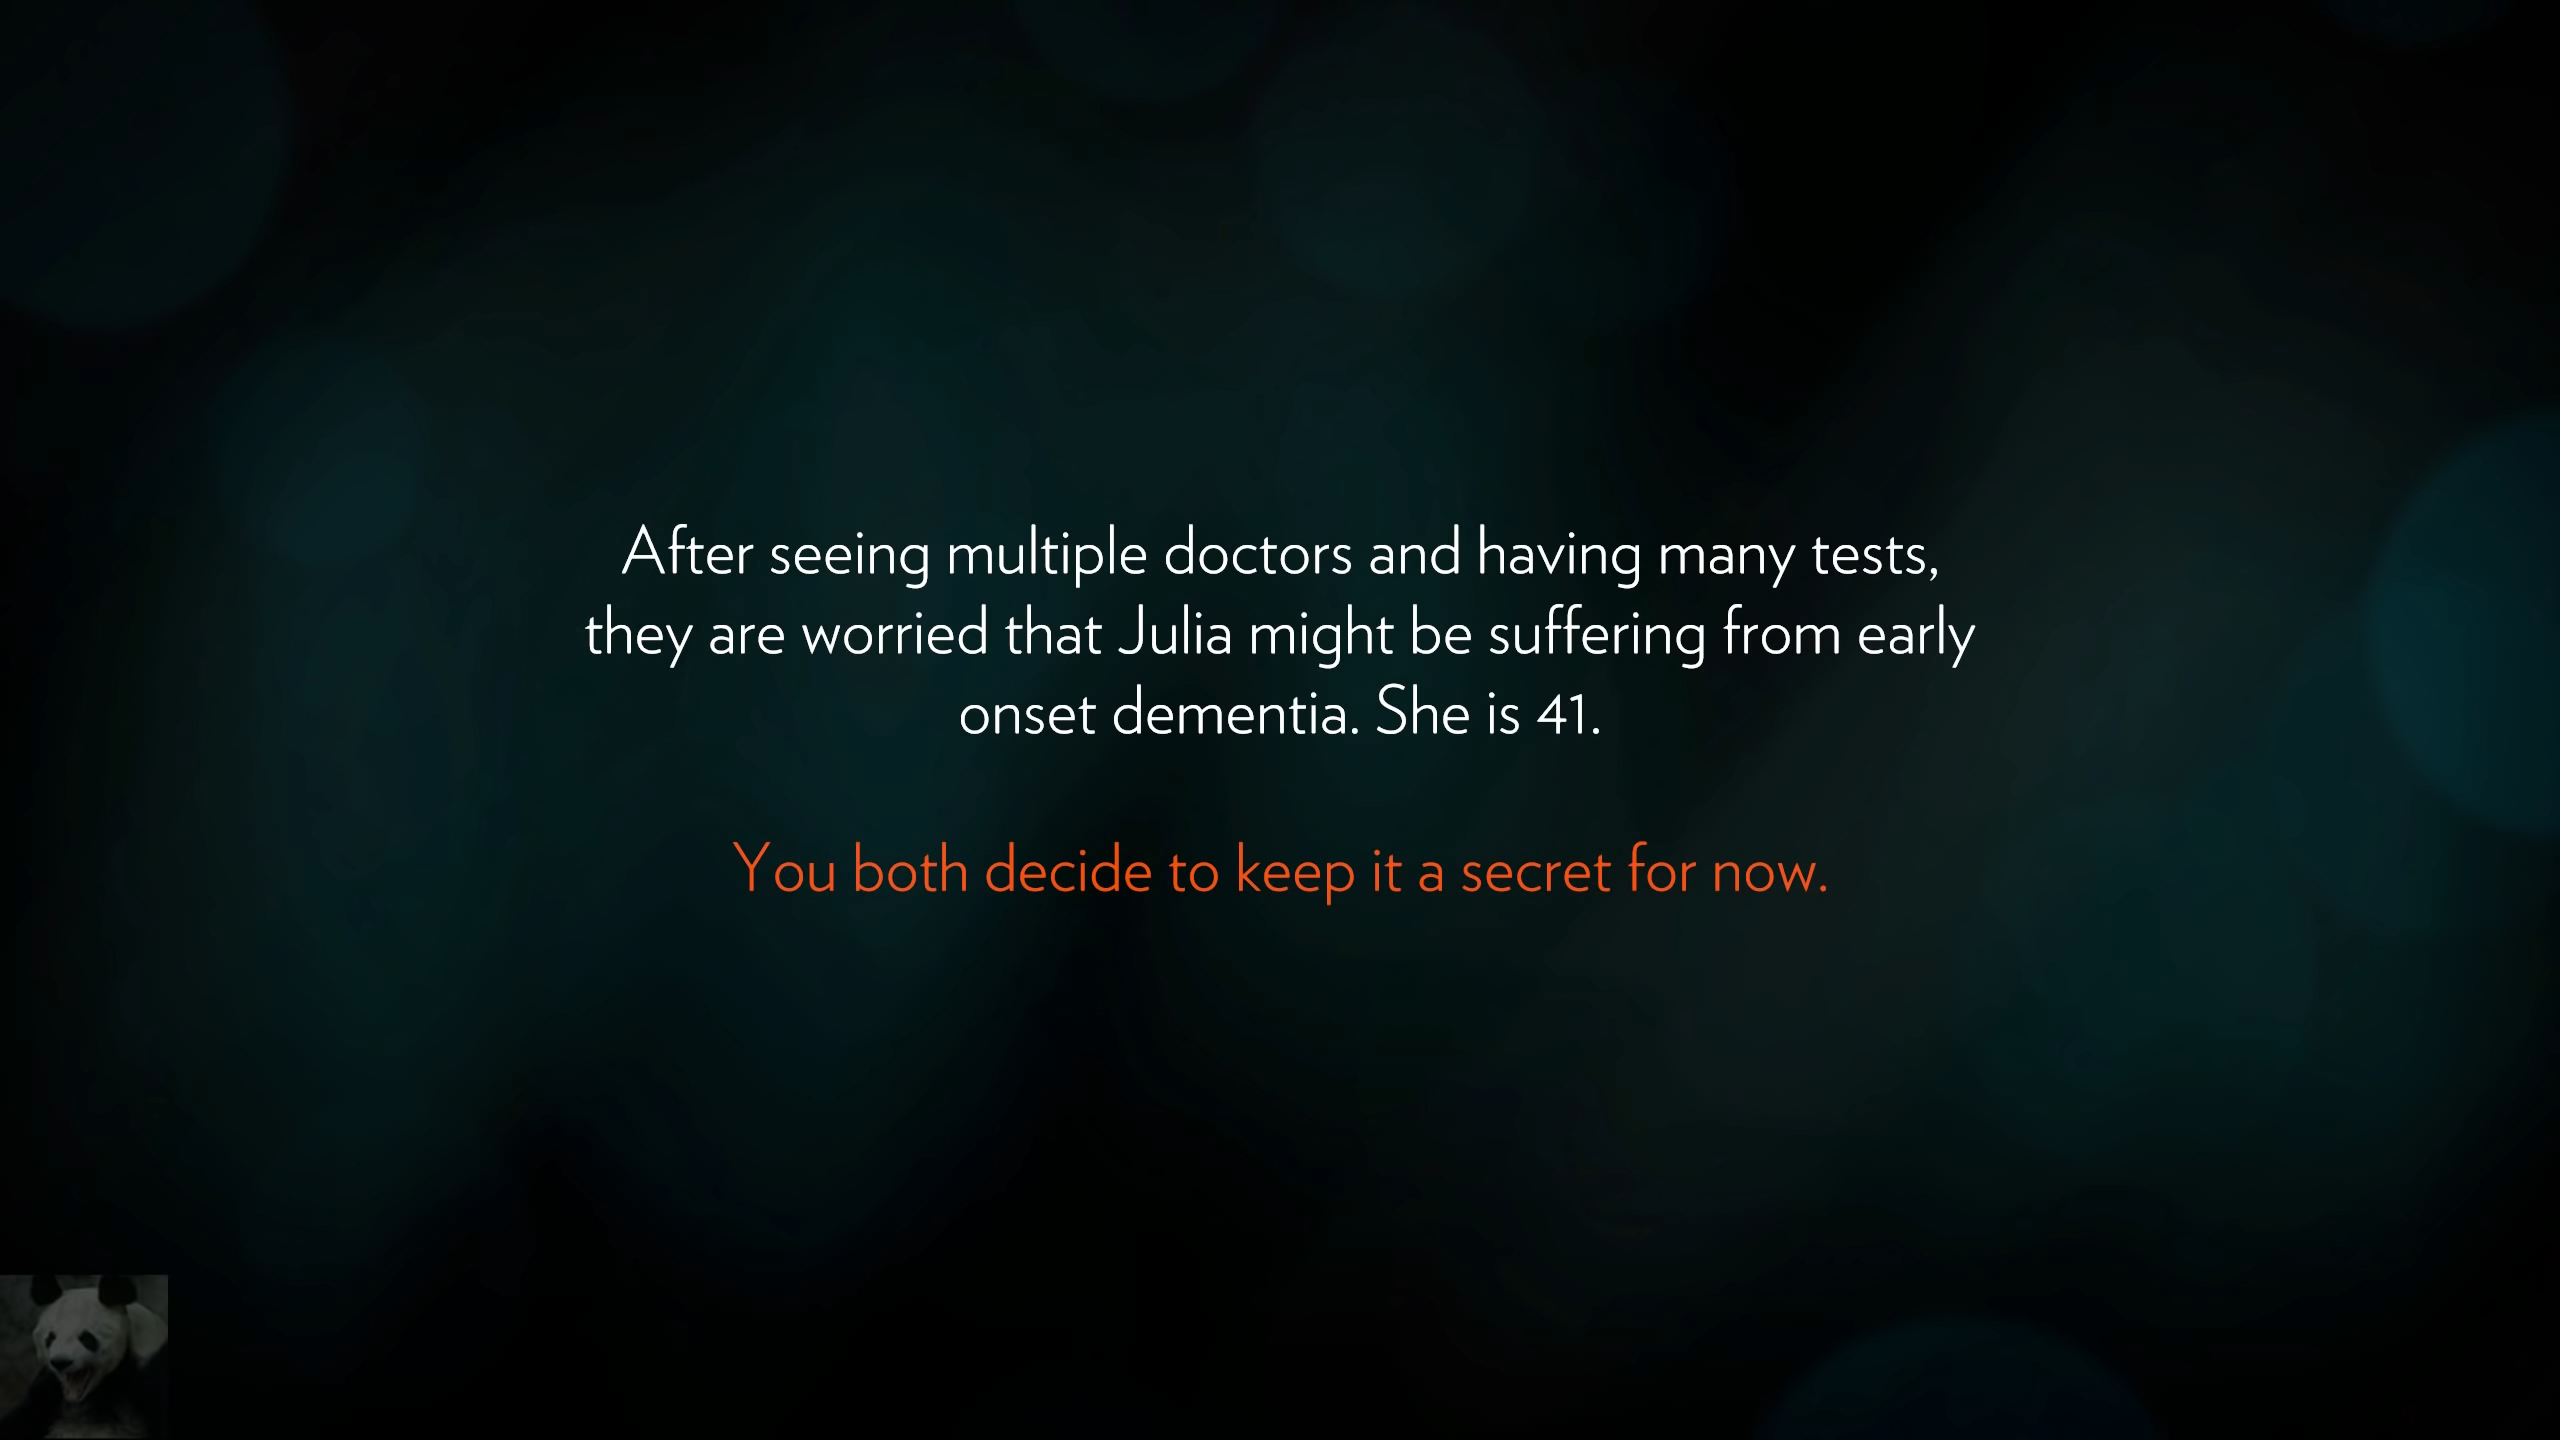 After seeing multiple doctors and having many tests,
they are worried that Julia might be suffering from early
onset dementia. She is 41.
You both decide to keep it a secret for now.